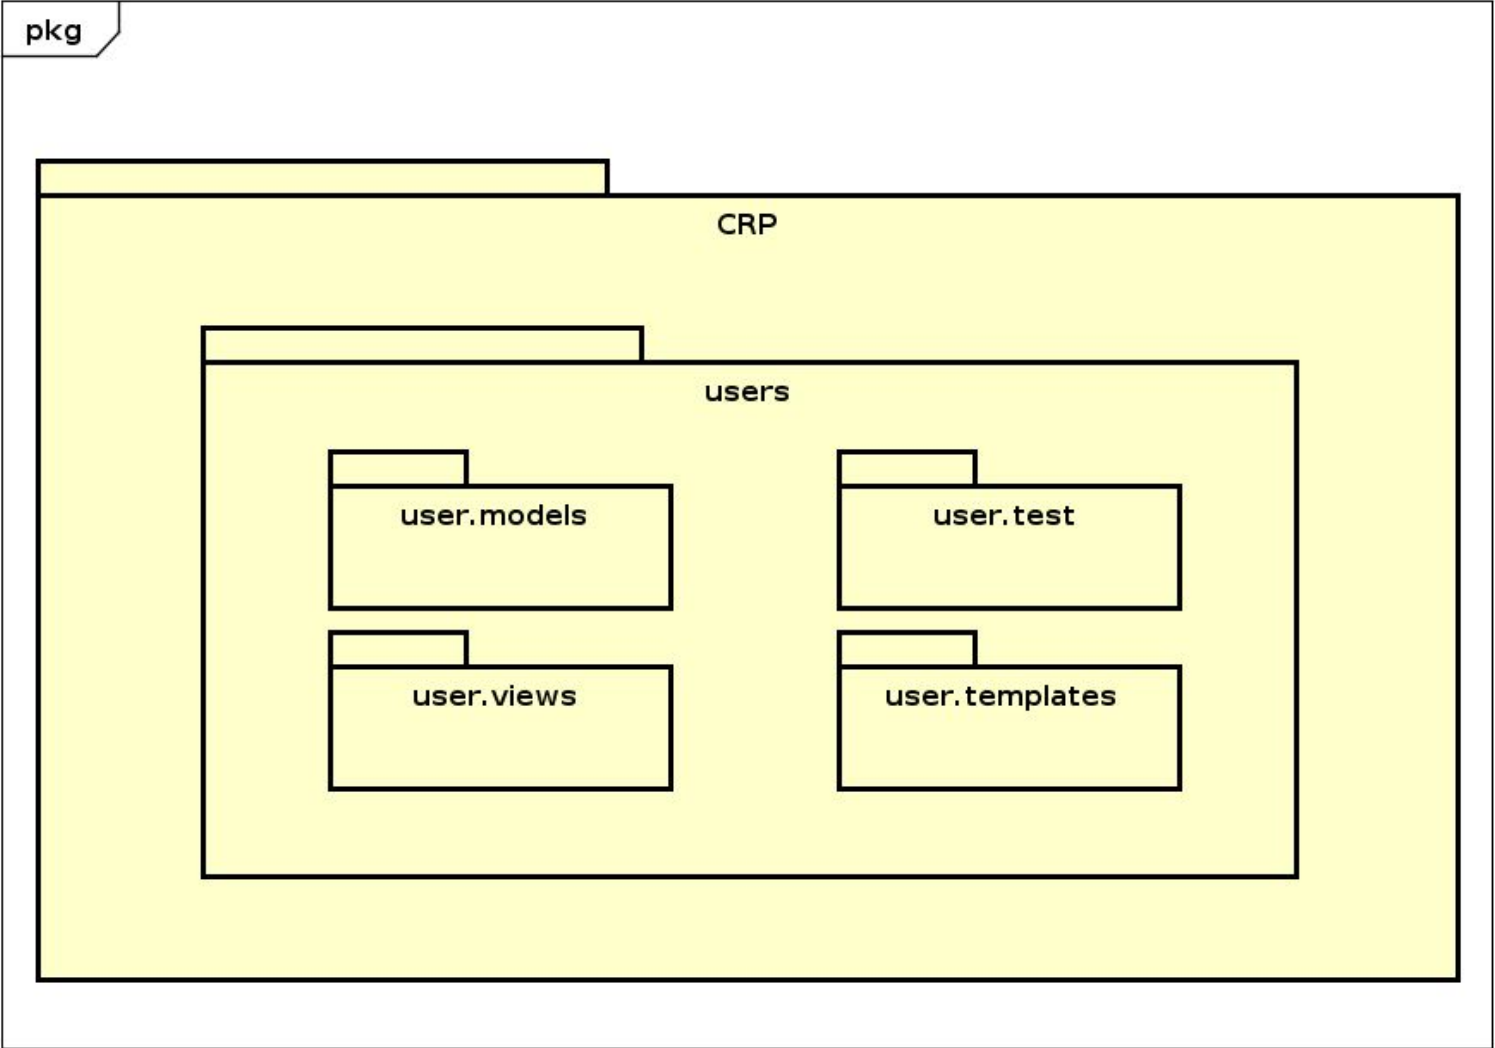 pkg
CRP
users
user.models
user.test
user.views
user.templates